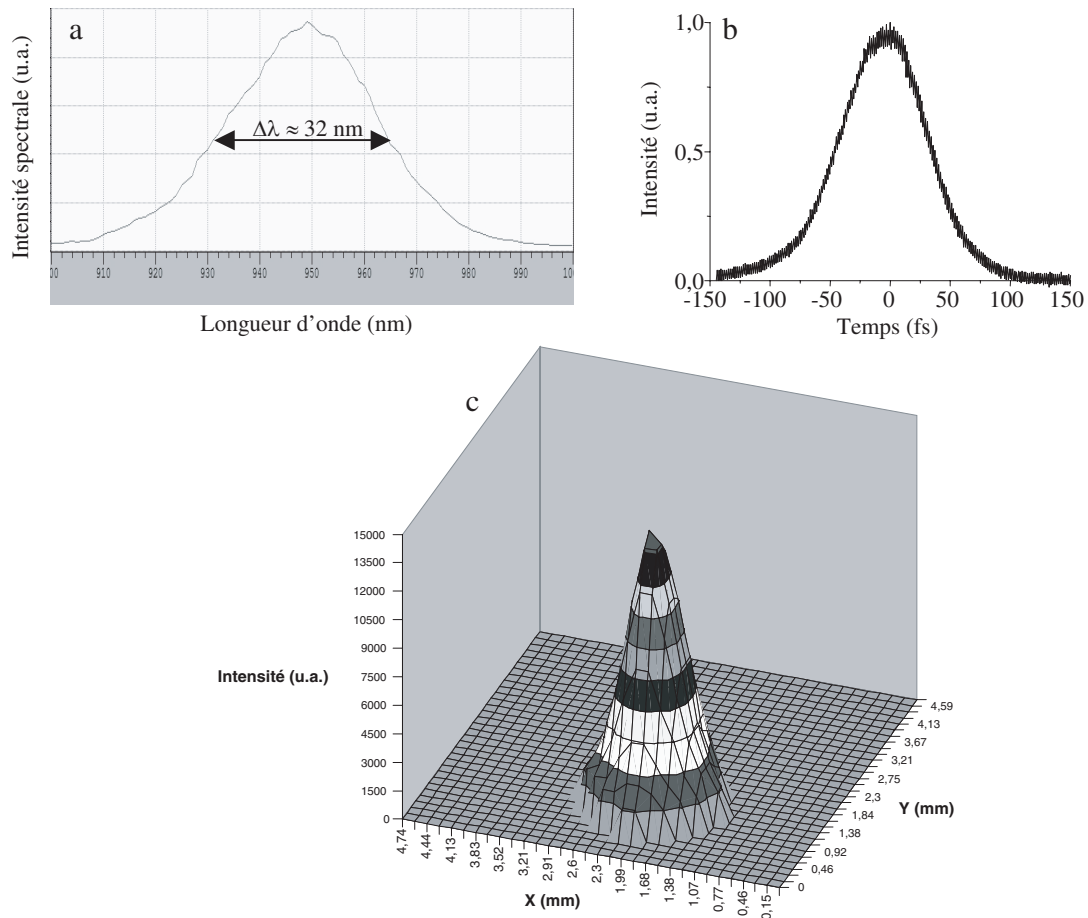 a
Intensité spectrale (u.a.)
Δλ ≈ 32 nm
00 910 920 930 940 950 960 970 980 990 10
Longueur d'onde (nm)
b
Intensité (u.a.)
1,0
0,5
0,0
-150 -100 -50 0 50 100 150
Temps (fs)
c
Intensité (u.a.)
15000
13500
12000
10500
9000
7500
6000
4500
3000
1500
0
4,74 4,44 4,13 3,83 3,52 3,21 2,91 2,6 2,3 1,99 1,68 1,38 1,07 0,77 0,46 0,15
X (mm)
4,59
4,13
3,67
3,21
2,75
2,3
1,84
1,38
0,92
0,46
0
Y (mm)